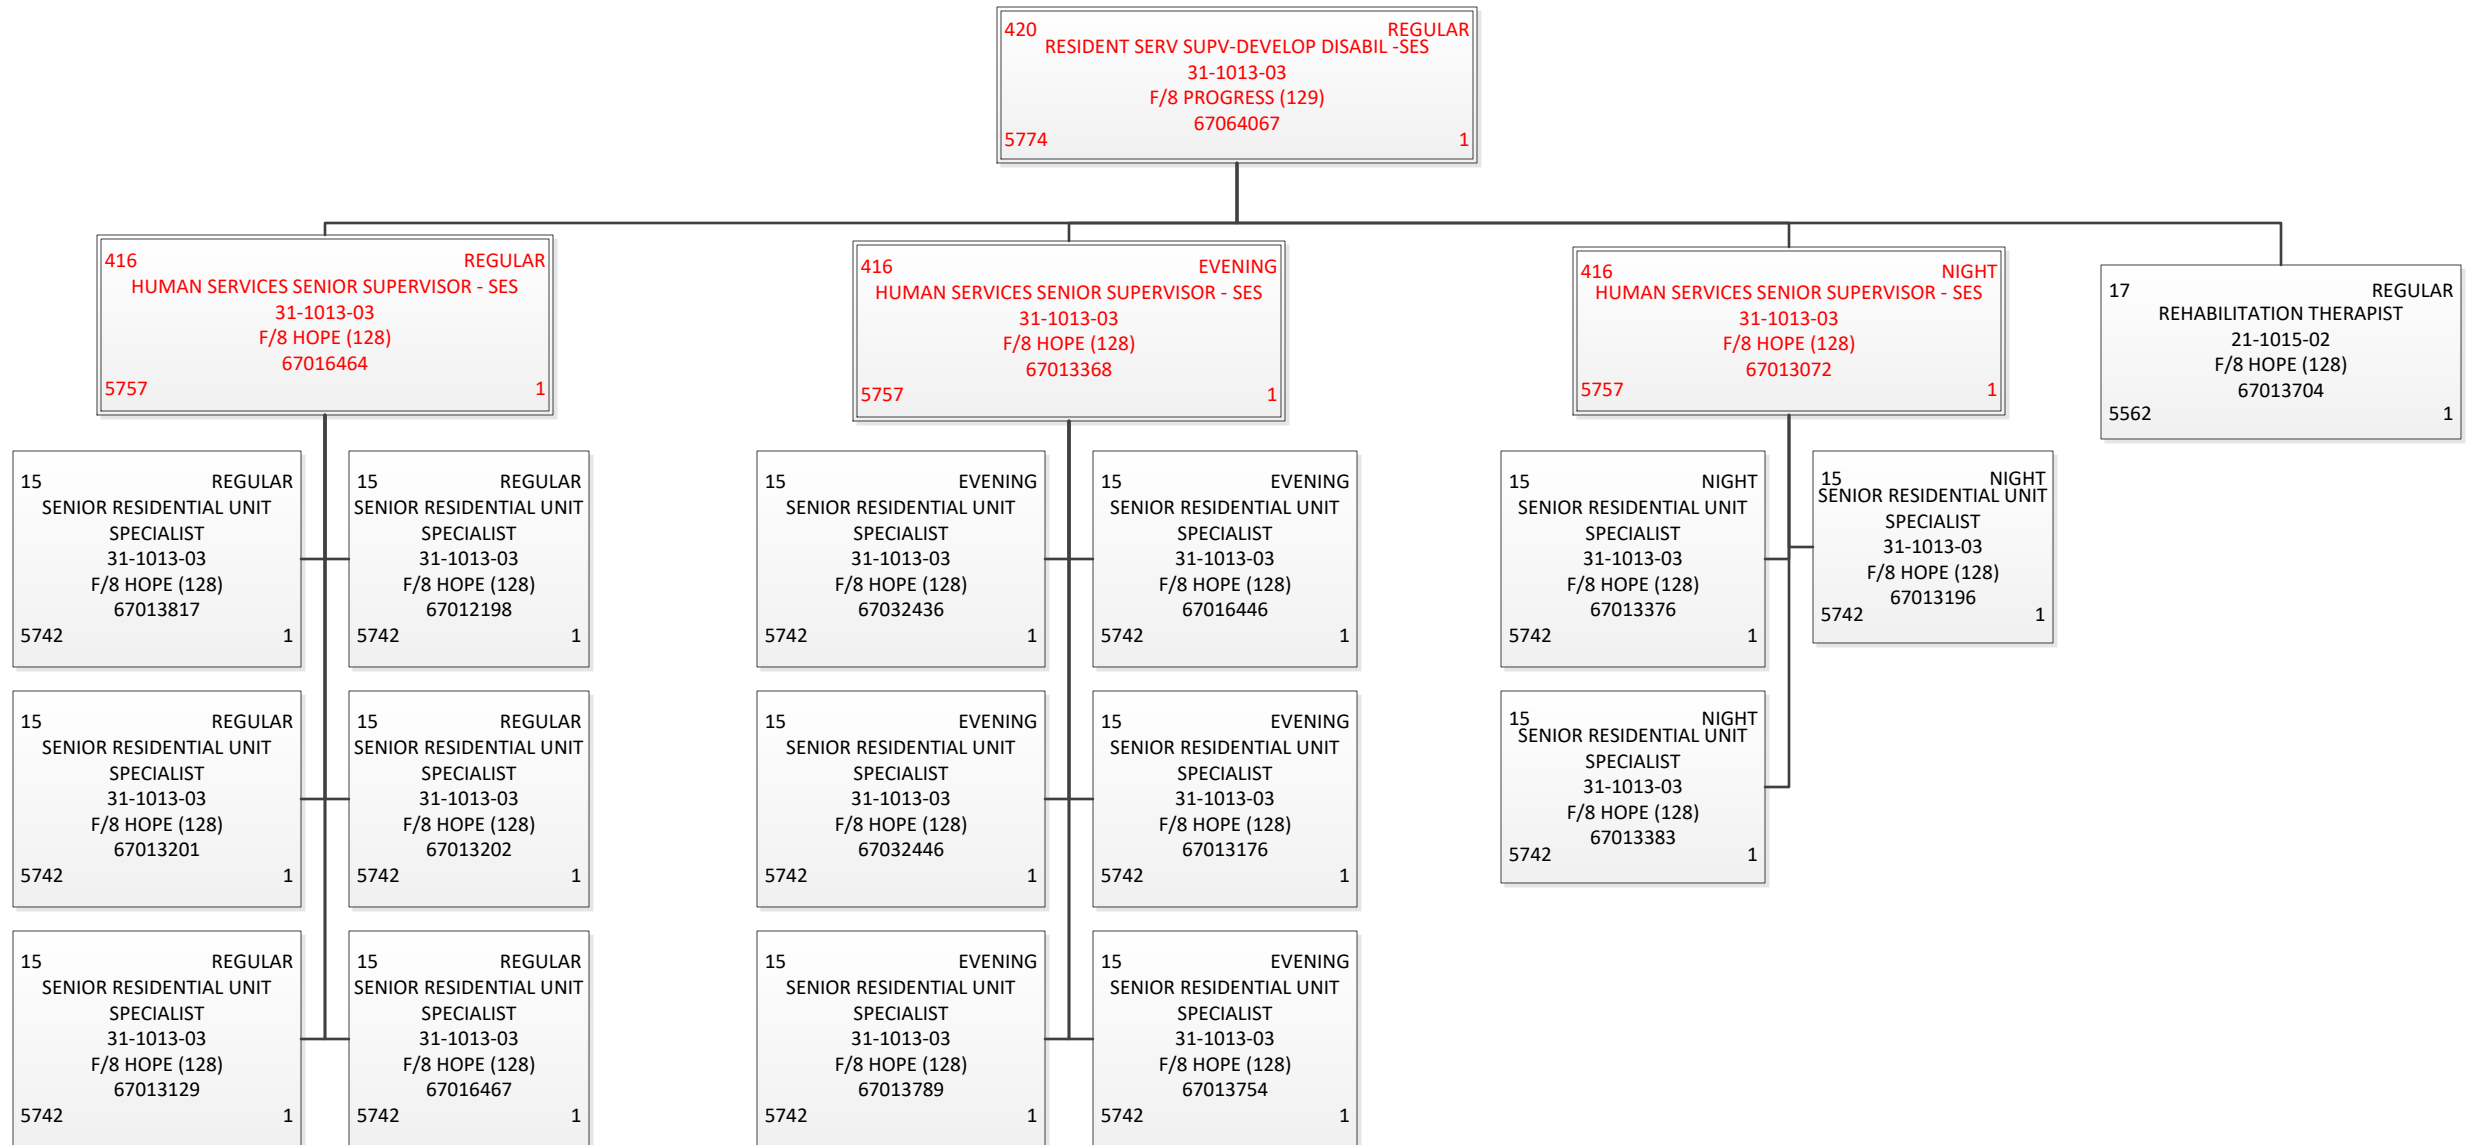 420 REGULAR
RESIDENT SERV SUPV-DEVELOP DISABIL -SES
31-1013-03
F/8 PROGRESS (129)
67064067
5774 1
416 REGULAR
HUMAN SERVICES SENIOR SUPERVISOR - SES
31-1013-03
F/8 HOPE (128)
67016464
5757 1
416 EVENING
HUMAN SERVICES SENIOR SUPERVISOR - SES
31-1013-03
F/8 HOPE (128)
67013368
5757 1
416 NIGHT
HUMAN SERVICES SENIOR SUPERVISOR - SES
31-1013-03
F/8 HOPE (128)
67013072
5757 1
17 REGULAR
REHABILITATION THERAPIST
21-1015-02
F/8 HOPE (128)
67013704
5562 1
15 REGULAR
SENIOR RESIDENTIAL UNIT
SPECIALIST
31-1013-03
F/8 HOPE (128)
67013817
5742 1
15 REGULAR
SENIOR RESIDENTIAL UNIT
SPECIALIST
31-1013-03
F/8 HOPE (128)
67012198
5742 1
15 EVENING
SENIOR RESIDENTIAL UNIT
SPECIALIST
31-1013-03
F/8 HOPE (128)
67032436
5742 1
15 EVENING
SENIOR RESIDENTIAL UNIT
SPECIALIST
31-1013-03
F/8 HOPE (128)
67016446
5742 1
15 NIGHT
SENIOR RESIDENTIAL UNIT
SPECIALIST
31-1013-03
F/8 HOPE (128)
67013376
5742 1
15 NIGHT
SENIOR RESIDENTIAL UNIT
SPECIALIST
31-1013-03
F/8 HOPE (128)
67013196
5742 1
15 REGULAR
SENIOR RESIDENTIAL UNIT
SPECIALIST
31-1013-03
F/8 HOPE (128)
67013201
5742 1
15 REGULAR
SENIOR RESIDENTIAL UNIT
SPECIALIST
31-1013-03
F/8 HOPE (128)
67013202
5742 1
15 EVENING
SENIOR RESIDENTIAL UNIT
SPECIALIST
31-1013-03
F/8 HOPE (128)
67032446
5742 1
15 EVENING
SENIOR RESIDENTIAL UNIT
SPECIALIST
31-1013-03
F/8 HOPE (128)
67013176
5742 1
15 NIGHT
SENIOR RESIDENTIAL UNIT
SPECIALIST
31-1013-03
F/8 HOPE (128)
67013383
5742 1
15 REGULAR
SENIOR RESIDENTIAL UNIT
SPECIALIST
31-1013-03
F/8 HOPE (128)
67013129
5742 1
15 REGULAR
SENIOR RESIDENTIAL UNIT
SPECIALIST
31-1013-03
F/8 HOPE (128)
67016467
5742 1
15 EVENING
SENIOR RESIDENTIAL UNIT
SPECIALIST
31-1013-03
F/8 HOPE (128)
67013789
5742 1
15 EVENING
SENIOR RESIDENTIAL UNIT
SPECIALIST
31-1013-03
F/8 HOPE (128)
67013754
5742 1